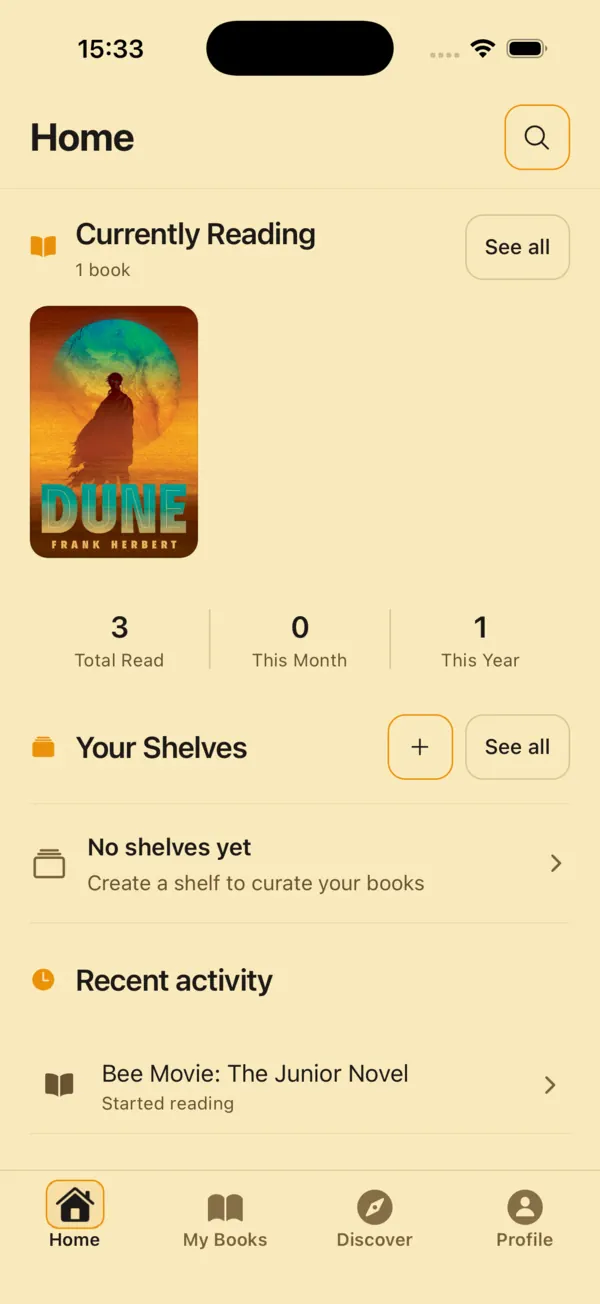 15:33
Home
Currently Reading
1 book
See all
DUNE
FRANK HERBERT
3
Total Read
0
This Month
1
This Year
Your Shelves
+
See all
No shelves yet
Create a shelf to curate your books
Recent activity
Bee Movie: The Junior Novel
Started reading
Home
My Books
Discover
Profile